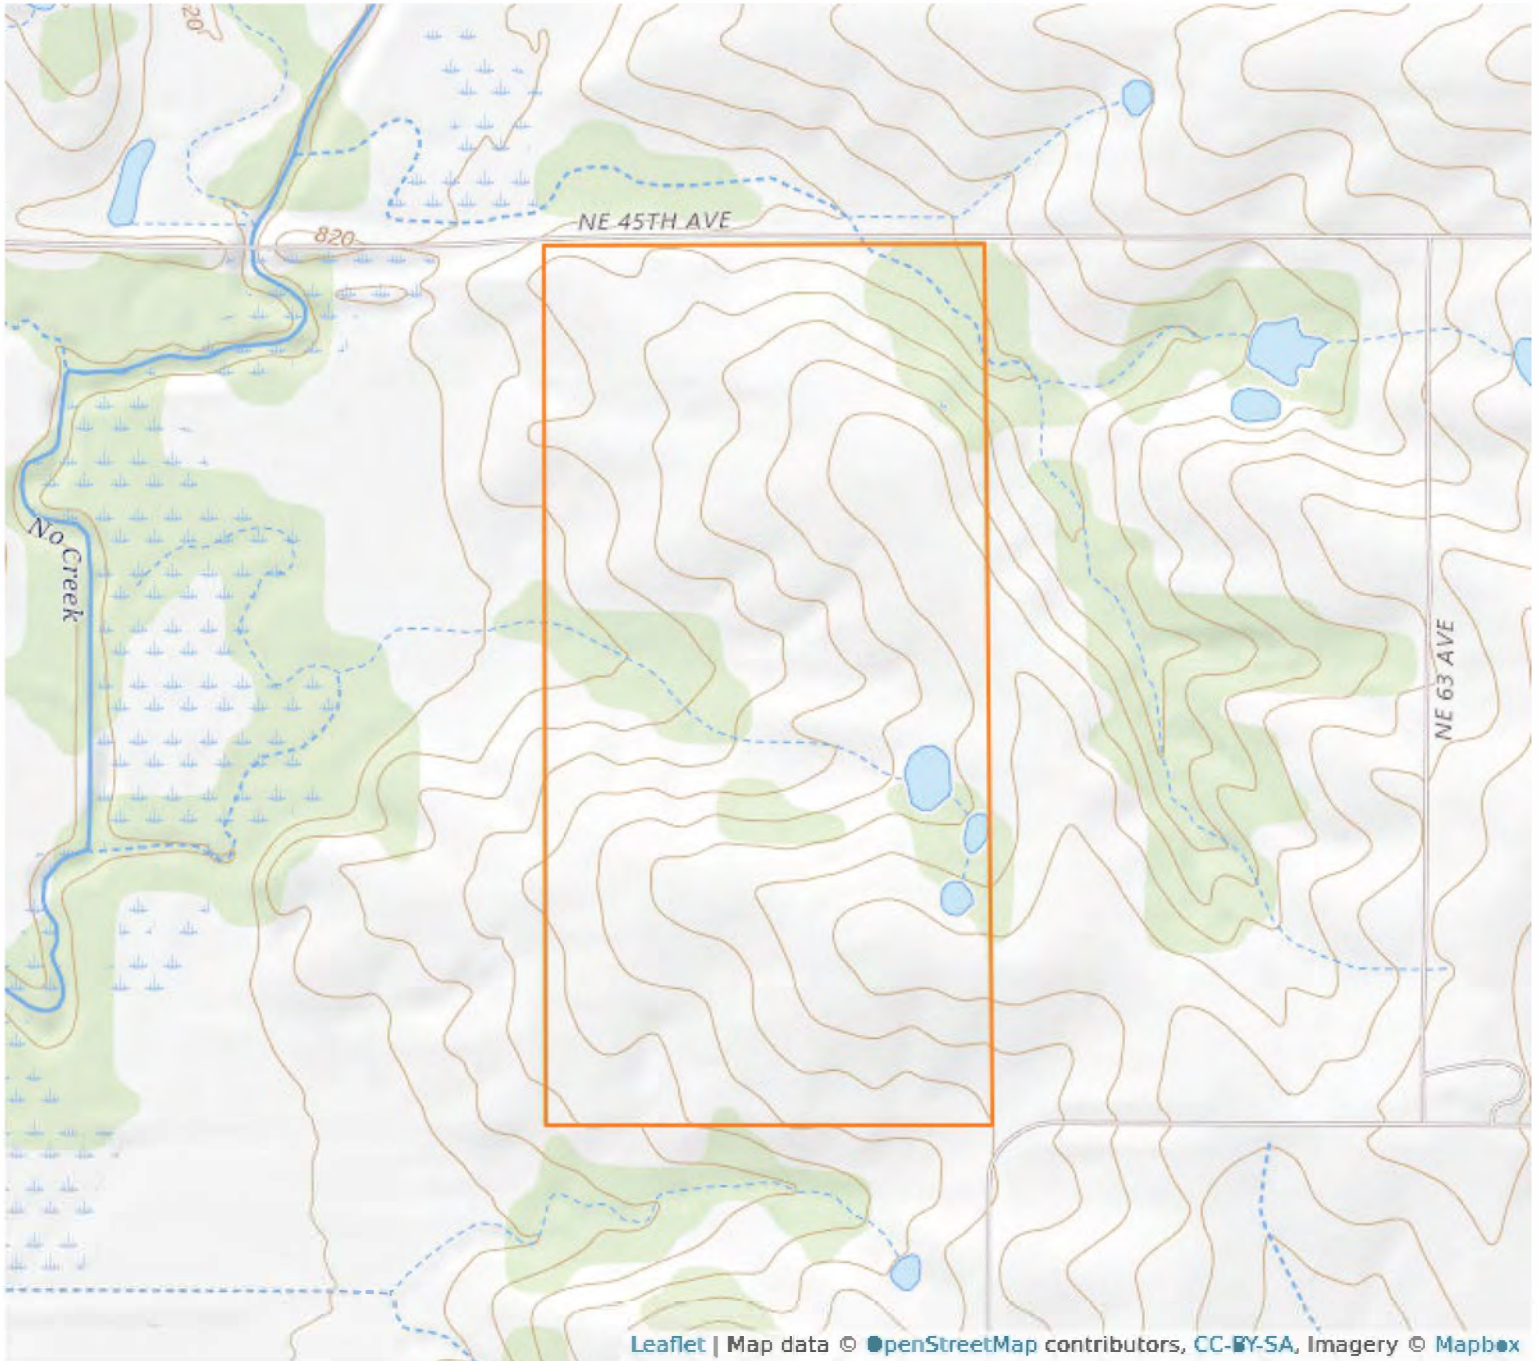 20
NE 45TH AVE
820
No Creek
NE 63 AVE
Leaflet | Map data © OpenStreetMap contributors, CC-BY-SA, Imagery © Mapbox